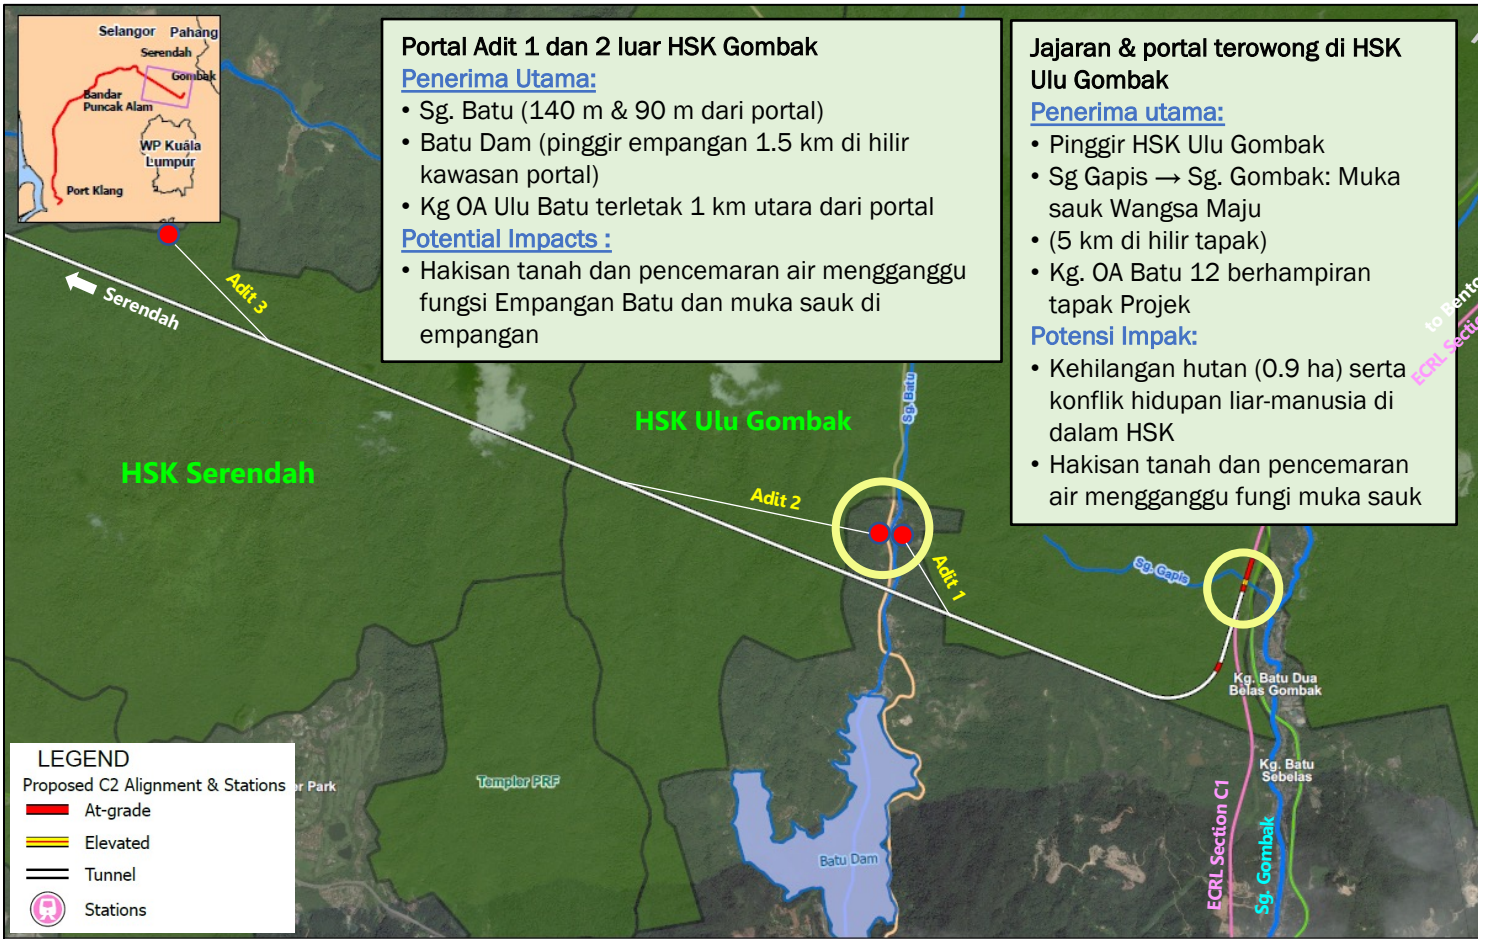 Selangor
Pahang
Serendah
Gombak
Bandar
Puncak Alam
WP Kuala
Lumpur
Port Klang
Portal Adit 1 dan 2 luar HSK Gombak
Penerima Utama:
• Sg. Batu (140 m & 90 m dari portal)
• Batu Dam (pinggir empangan 1.5 km di hilir
kawasan portal)
• Kg OA Ulu Batu terletak 1 km utara dari portal
Potential Impacts :
• Hakisan tanah dan pencemaran air mengganggu
fungsi Empangan Batu dan muka sauk di
empangan
Jajaran & portal terowong di HSK
Ulu Gombak
Penerima utama:
• Pinggir HSK Ulu Gombak
• Sg Gapis → Sg. Gombak: Muka
sauk Wangsa Maju
• (5 km di hilir tapak)
• Kg. OA Batu 12 berhampiran
tapak Projek
Potensi Impak:
• Kehilangan hutan (0.9 ha) serta
konflik hidupan liar-manusia di
dalam HSK
• Hakisan tanah dan pencemaran
air mengganggu fungi muka sauk
to Bento
ECRL Sectio
Serendah
Adit 3
HSK Serendah
HSK Ulu Gombak
Sg. Batu
Adit 2
Adit 1
Sg. Gapis
Kg. Batu Dua
Belas Gombak
Kg. Batu
Sebelas
ECRL Section C1
Sg. Gombak
Templer PRF
Batu Dam
er Park
LEGEND
Proposed C2 Alignment & Stations
At-grade
Elevated
Tunnel
Stations